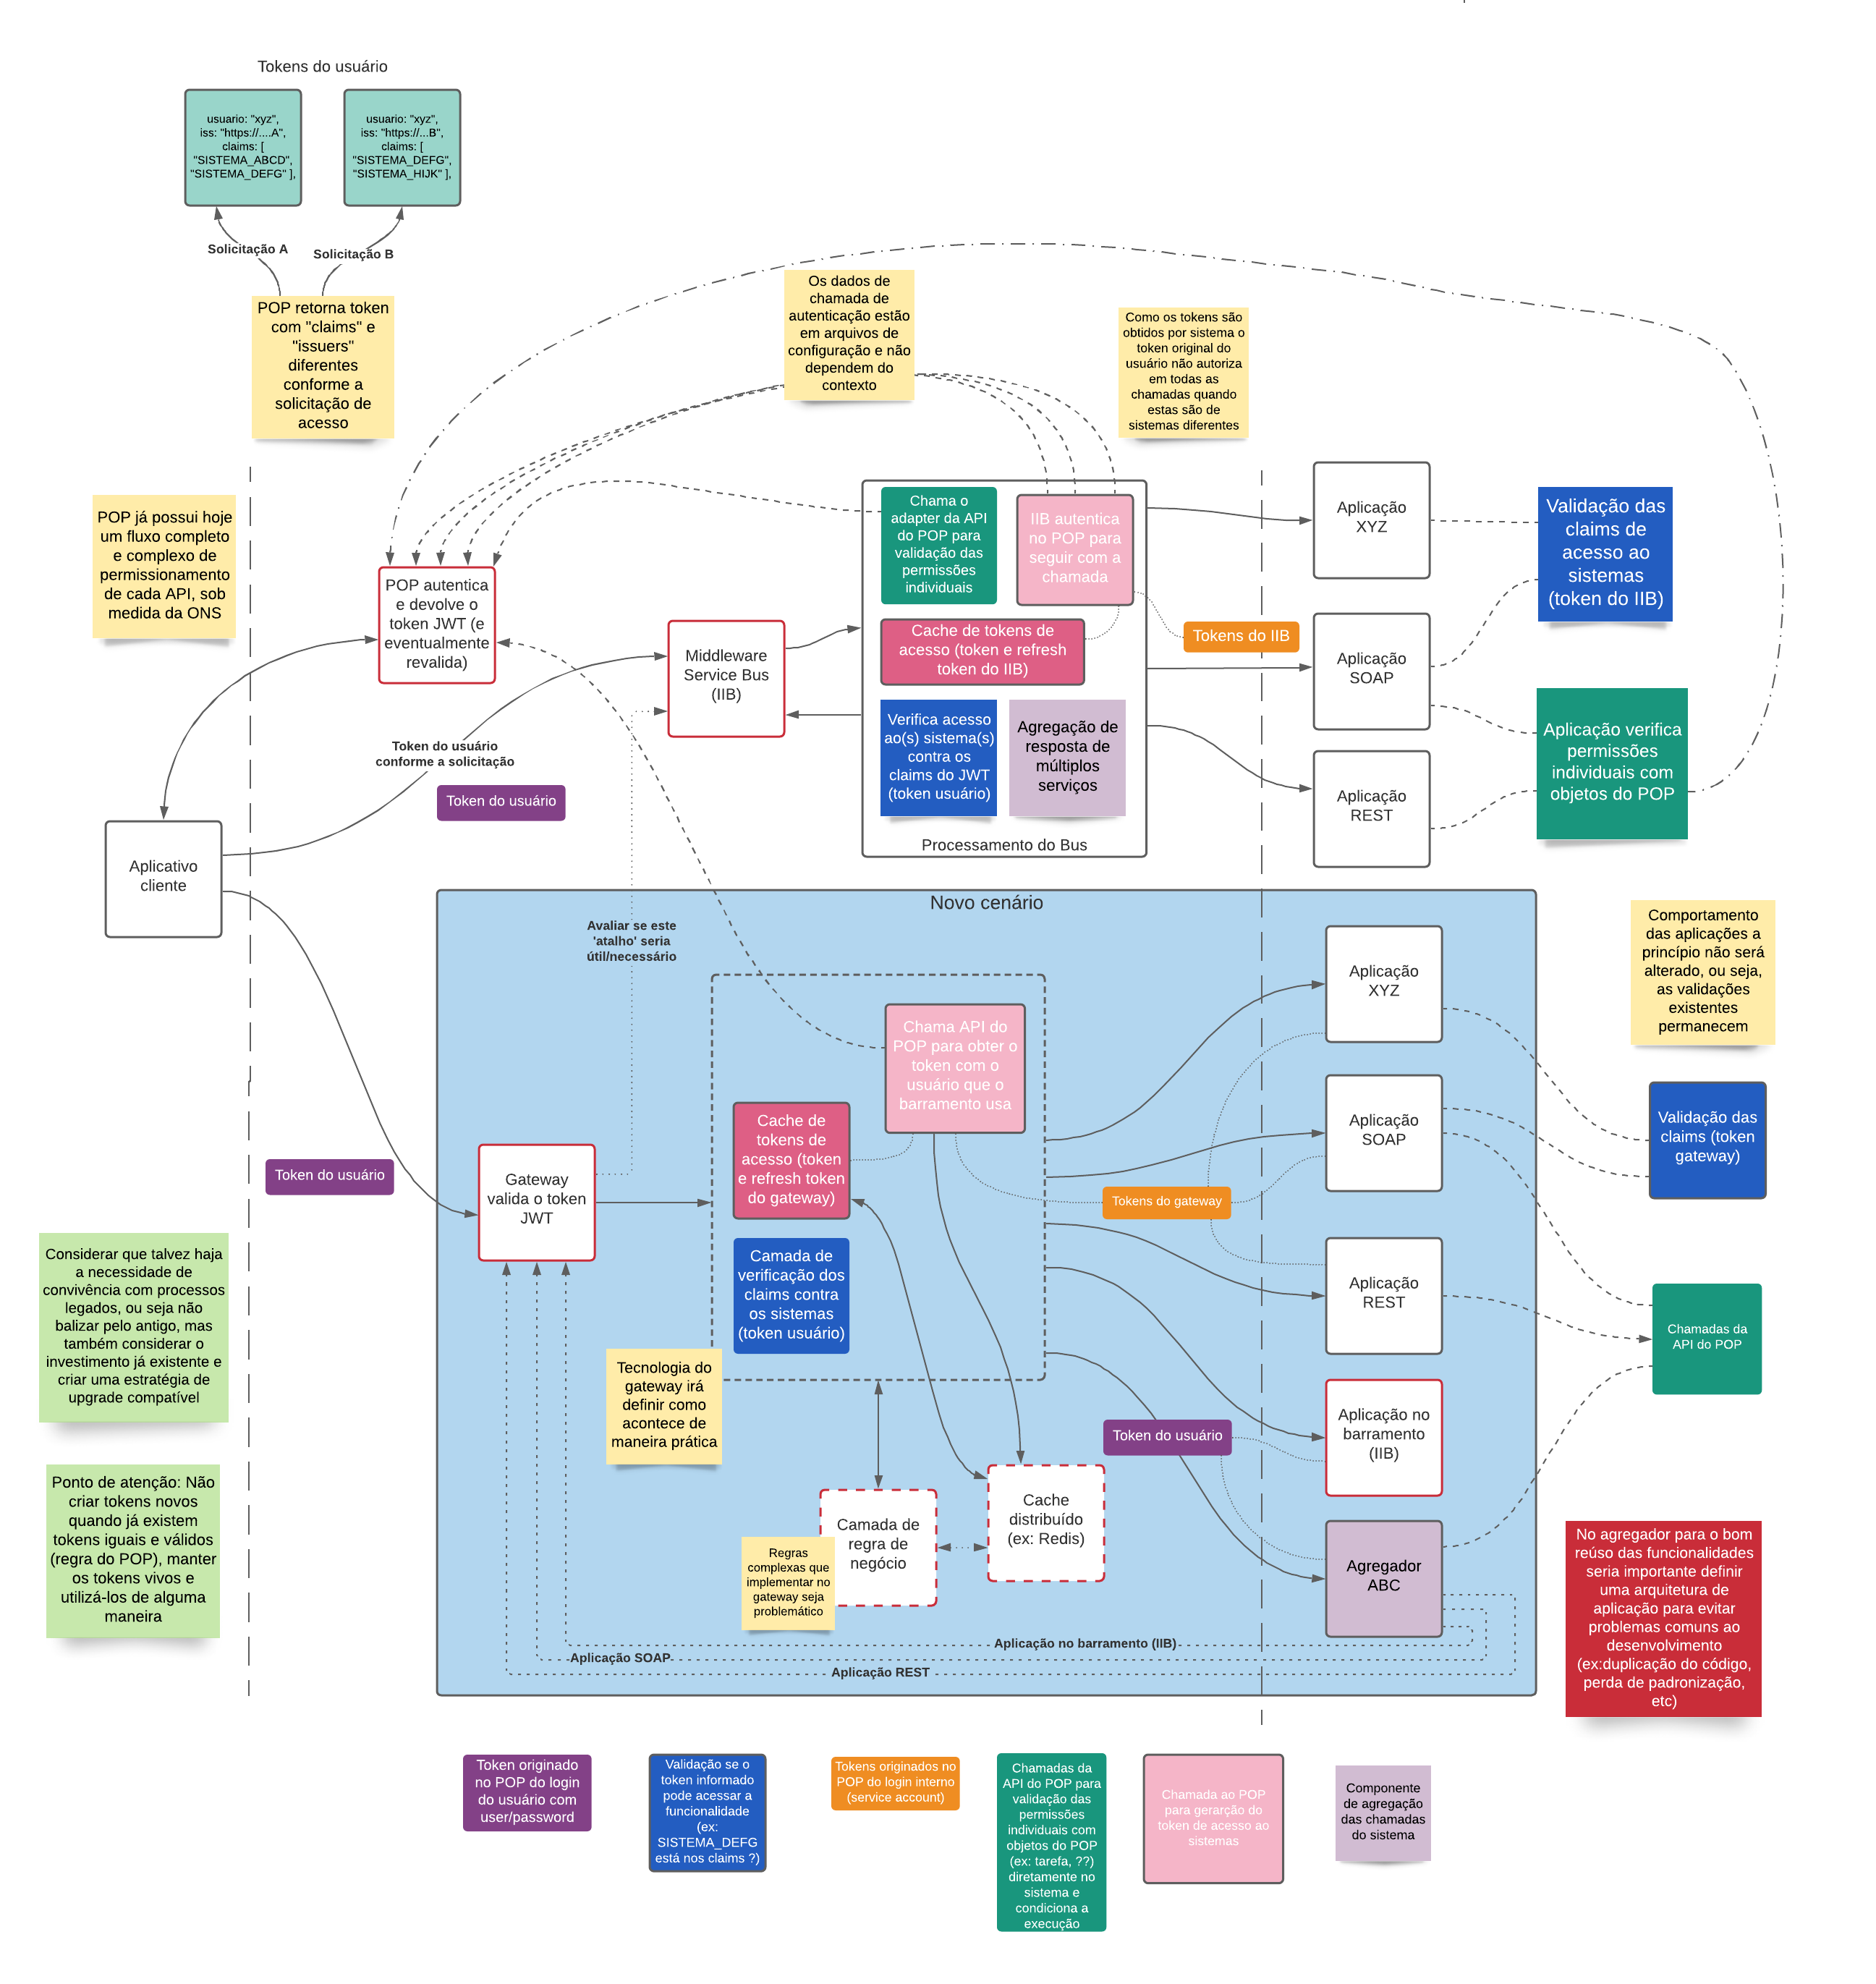 Tokens do usuário
usuario: "xyz",
iss: "https://....A",
claims: [
"SISTEMA_ABCD",
"SISTEMA_DEFG" ],
usuario: "xyz",
iss: "https://...B",
claims: [
"SISTEMA_DEFG",
"SISTEMA_HIJK" ],
Solicitação A
Solicitação B
POP retorna token
com "claims" e
"issuers"
diferentes
conforme a
solicitação de
acesso
Os dados de
chamada de
autenticação estão
em arquivos de
configuração e não
dependem do
contexto
Como os tokens são
obtidos por sistema o
token original do
usuário não autoriza
em todas as
chamadas quando
estas são de
sistemas diferentes
POP já possui hoje
um fluxo completo
e complexo de
permissionamento
de cada API, sob
medida da ONS
POP autentica
e devolve o
token JWT (e
eventualmente
revalida)
Middleware
Service Bus
(IIB)
Chama o
adapter da API
do POP para
validação das
permissões
individuais
IIB autentica
no POP para
seguir com a
chamada
Cache de tokens de
acesso (token e refresh
token do IIB)
Verifica acesso
ao(s) sistema(s)
contra os
claims do JWT
(token usuário)
Agregação de
resposta de
múltiplos
serviços
Processamento do Bus
Tokens do IIB
Aplicação
XYZ
Aplicação
SOAP
Aplicação
REST
Validação das
claims de
acesso ao
sistemas
(token do IIB)
Aplicação verifica
permissões
individuais com
objetos do POP
Token do usuário
conforme a solicitação
Token do usuário
Aplicativo
cliente
Novo cenário
Avaliar se este
'atalho' seria
útil/necessário
Chama API do
POP para obter o
token com o
usuário que o
barramento usa
Cache de
tokens de
acesso (token
e refresh token
do gateway)
Camada de
verificação dos
claims contra
os sistemas
(token usuário)
Token do usuário
Gateway
valida o token
JWT
Tokens do gateway
Aplicação
XYZ
Aplicação
SOAP
Aplicação
REST
Aplicação no
barramento
(IIB)
Agregador
ABC
Token do usuário
Tecnologia do
gateway irá
definir como
acontece de
maneira prática
Camada de
regra de
negócio
Regras
complexas que
implementar no
gateway seja
problemático
Cache
distribuído
(ex: Redis)
Aplicação no barramento (IIB)
Aplicação SOAP
Aplicação REST
Comportamento
das aplicações a
princípio não será
alterado, ou seja,
as validações
existentes
permanecem
Validação das
claims (token
gateway)
Chamadas da
API do POP
No agregador para o bom
reúso das funcionalidades
seria importante definir
uma arquitetura de
aplicação para evitar
problemas comuns ao
desenvolvimento
(ex:duplicação do código,
perda de padronização,
etc)
Considerar que talvez haja
a necessidade de
convivência com processos
legados, ou seja não
balizar pelo antigo, mas
também considerar o
investimento já existente e
criar uma estratégia de
upgrade compatível
Ponto de atenção: Não
criar tokens novos
quando já existem
tokens iguais e válidos
(regra do POP), manter
os tokens vivos e
utilizá-los de alguma
maneira
Token originado
no POP do login
do usuário com
user/password
Validação se o
token informado
pode acessar a
funcionalidade
(ex:
SISTEMA_DEFG
está nos claims ?)
Tokens originados no
POP do login interno
(service account)
Chamadas da
API do POP para
validação das
permissões
individuais com
objetos do POP
(ex: tarefa, ??)
diretamente no
sistema e
condiciona a
execução
Chamada ao POP
para gerarção do
token de acesso ao
sistemas
Componente
de agregação
das chamadas
do sistema